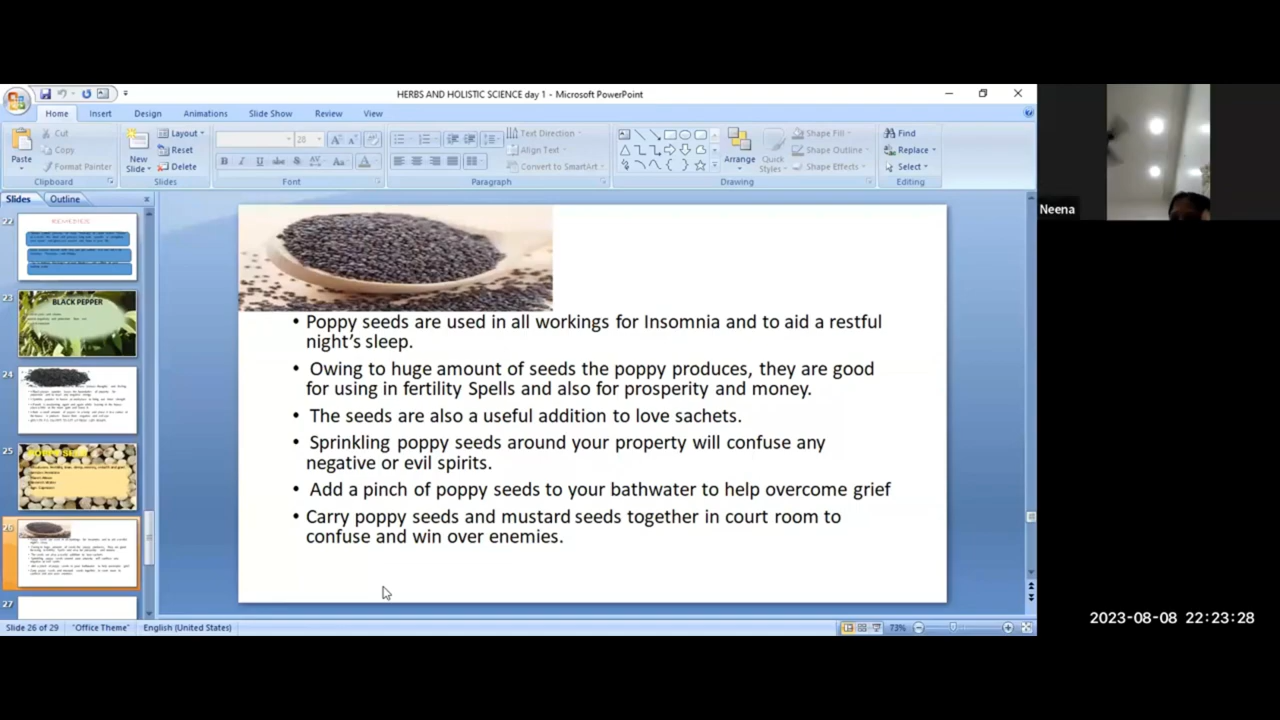 HERBS AND HOLISTIC SCIENCE day 1 - Microsoft PowerPoint
Home Insert Design Animations Slide Show Review View
Paste
Cut
Copy
Format Painter
Clipboard
New Slide
Layout
Reset
Delete
Slides
28
Font
Text Direction
Align Text
Convert to SmartArt
Paragraph
Arrange
Quick Styles
Shape Fill
Shape Outline
Shape Effects
Drawing
Find
Replace
Select
Editing
Slides Outline
22
REMEDIES
23
BLACK PEPPER
24
25
26
27
• Poppy seeds are used in all workings for Insomnia and to aid a restful
night's sleep.
• Owing to huge amount of seeds the poppy produces, they are good
for using in fertility Spells and also for prosperity and money.
• The seeds are also a useful addition to love sachets.
• Sprinkling poppy seeds around your property will confuse any
negative or evil spirits.
• Add a pinch of poppy seeds to your bathwater to help overcome grief
• Carry poppy seeds and mustard seeds together in court room to
confuse and win over enemies.
Slide 26 of 29 "Office Theme" English (United States) 73%
Neena
2023-08-08 22:23:28